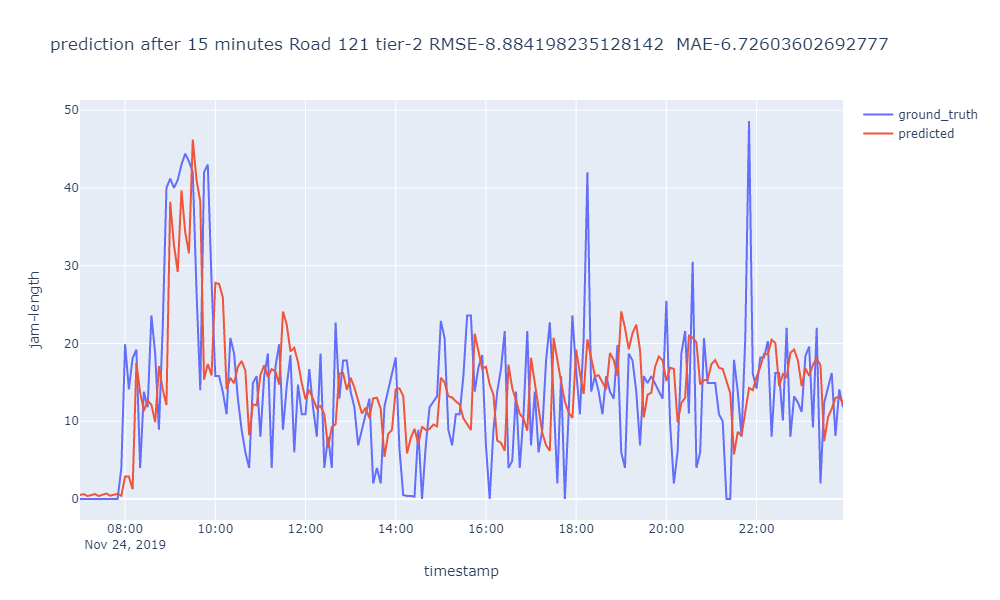 prediction after 15 minutes Road 121 tier-2 RMSE-8.884198235128142 MAE-6.72603602692777
ground_truth
predicted
50
40
30
20
10
0
jam-length
08:00 10:00 12:00 14:00 16:00 18:00 20:00 22:00
Nov 24, 2019
timestamp